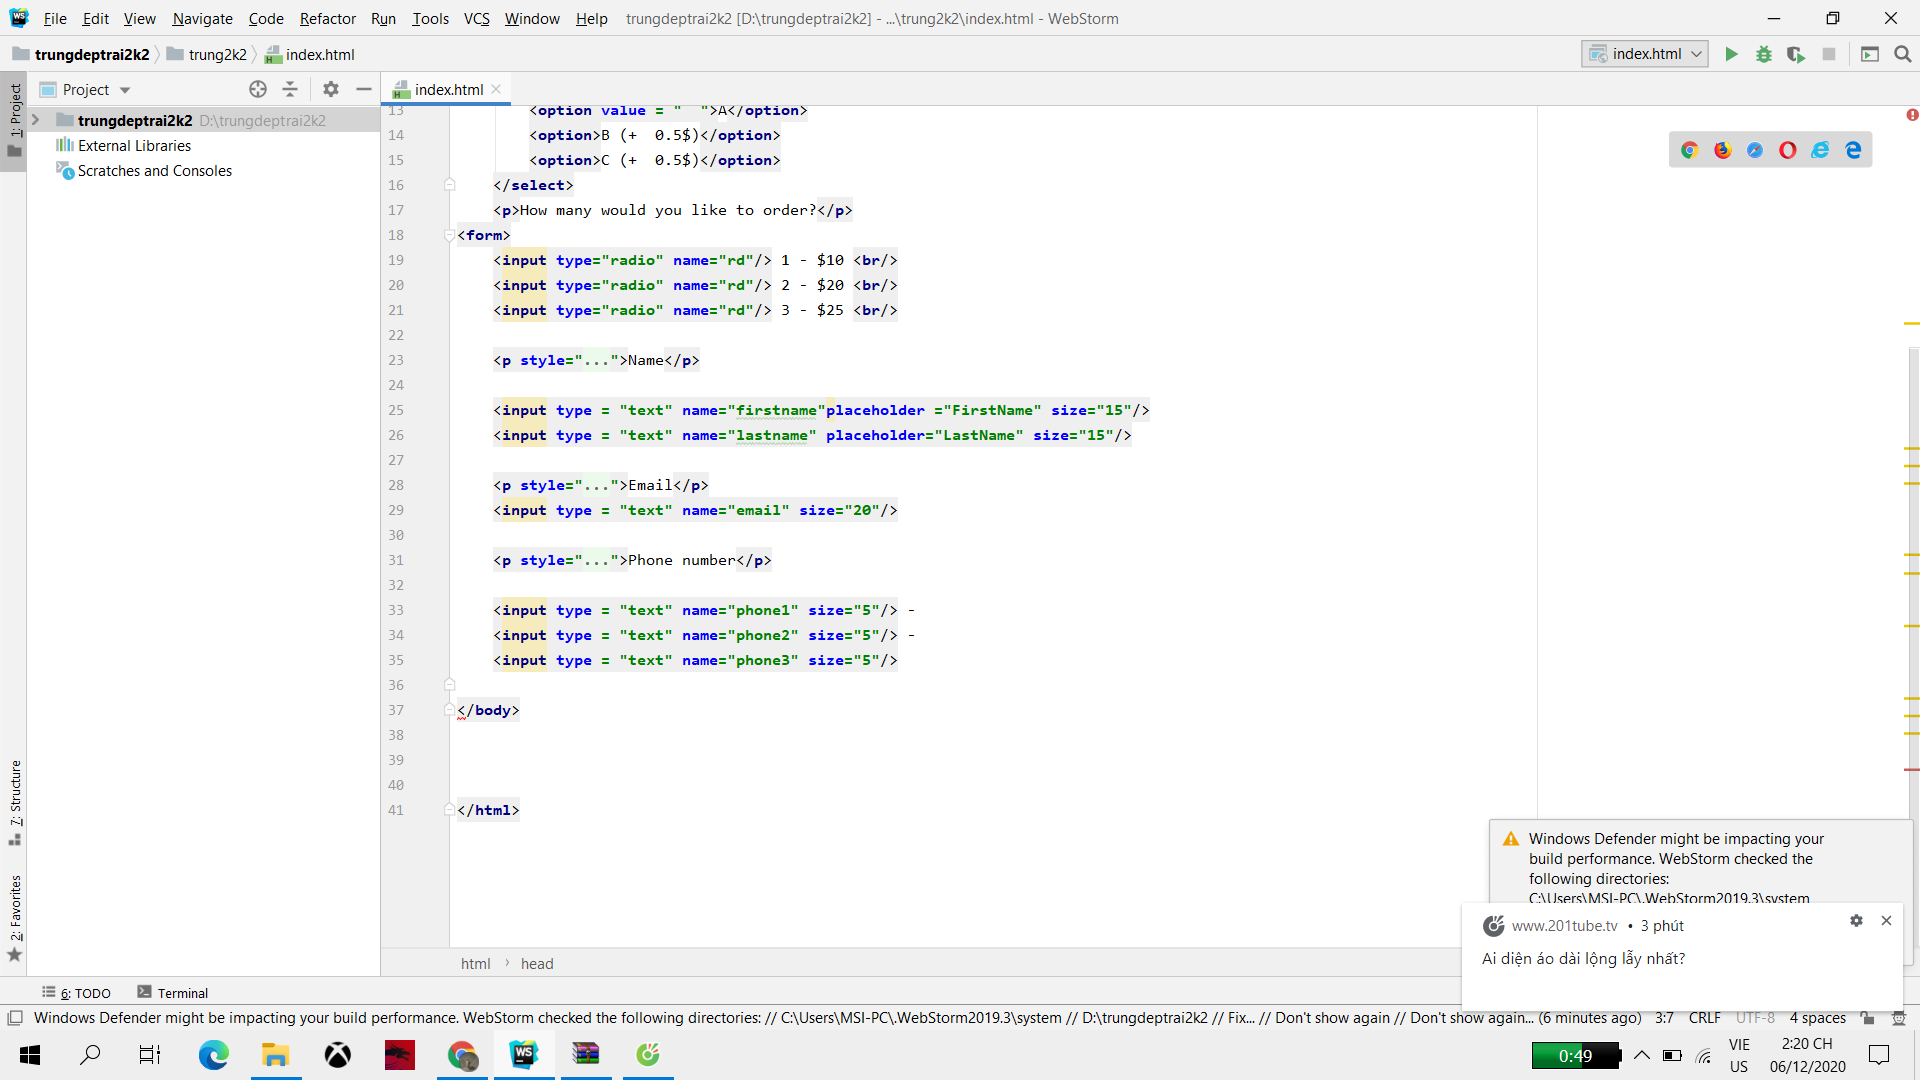 File Edit View Navigate Code Refactor Run Tools VCS Window Help trungdeptrai2k2 [D:\trungdeptrai2k2] - ...\trung2k2\index.html - WebStorm
trungdeptrai2k2 trung2k2 index.html
index.html
Project
index.html
1: Project
trungdeptrai2k2 D:\trungdeptrai2k2
External Libraries
Scratches and Consoles
13 <option value = "  ">A</option>
14 <option>B (+  0.5$)</option>
15 <option>C (+  0.5$)</option>
16 </select>
17 <p>How many would you like to order?</p>
18 <form>
19 <input type="radio" name="rd"/> 1 - $10 <br/>
20 <input type="radio" name="rd"/> 2 - $20 <br/>
21 <input type="radio" name="rd"/> 3 - $25 <br/>
22
23 <p style="...">Name</p>
24
25 <input type = "text" name="firstname"placeholder ="FirstName" size="15"/>
26 <input type = "text" name="lastname" placeholder="LastName" size="15"/>
27
28 <p style="...">Email</p>
29 <input type = "text" name="email" size="20"/>
30
31 <p style="...">Phone number</p>
32
33 <input type = "text" name="phone1" size="5"/> -
34 <input type = "text" name="phone2" size="5"/> -
35 <input type = "text" name="phone3" size="5"/>
36
37 </body>
38
39
40
41 </html>
7: Structure
2: Favorites
Windows Defender might be impacting your
build performance. WebStorm checked the
following directories:
C:\Users\MSI-PC\.WebStorm2019.3\system
www.201tube.tv • 3 phút
Ai diện áo dài lộng lẫy nhất?
html › head
6: TODO Terminal
Windows Defender might be impacting your build performance. WebStorm checked the following directories: // C:\Users\MSI-PC\.WebStorm2019.3\system // D:\trungdeptrai2k2 // Fix... // Don't show again // Don't show again... (6 minutes ago) 3:7 CRLF UTF-8 4 spaces
WS
0:49
VIE
US
2:20 CH
06/12/2020